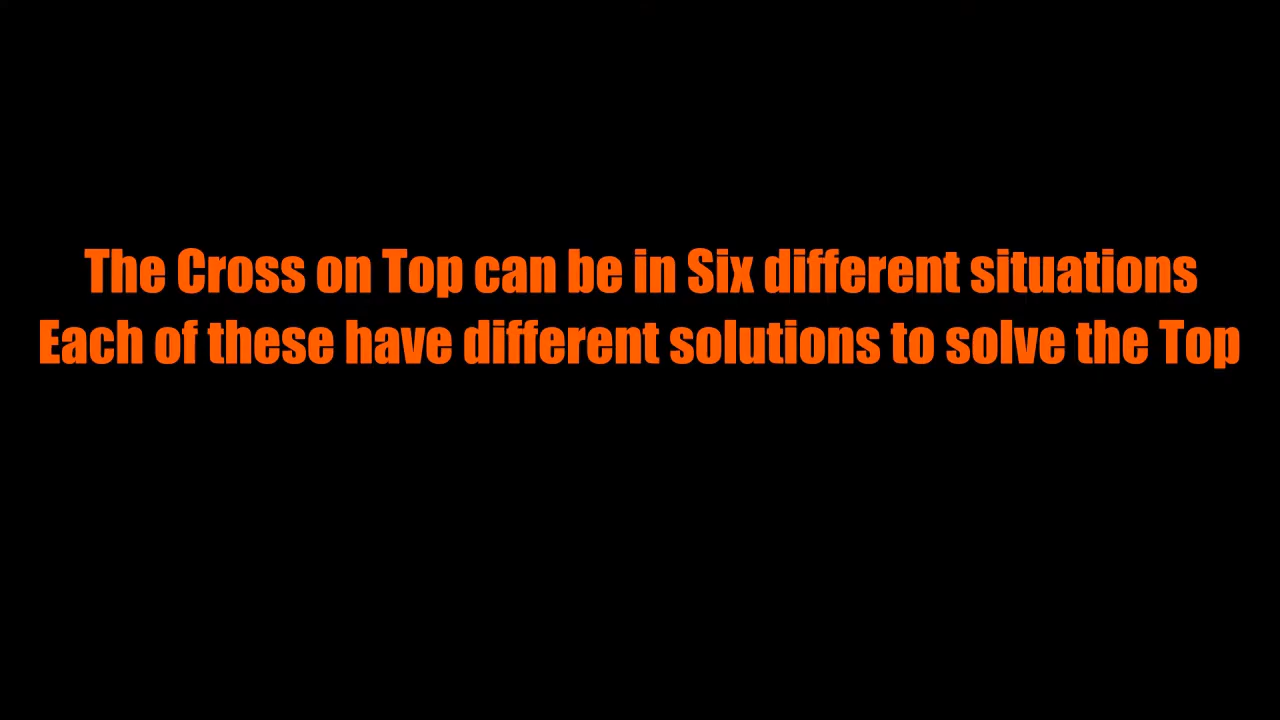 The Cross on Top can be in Six different situations
Each of these have different solutions to solve the Top